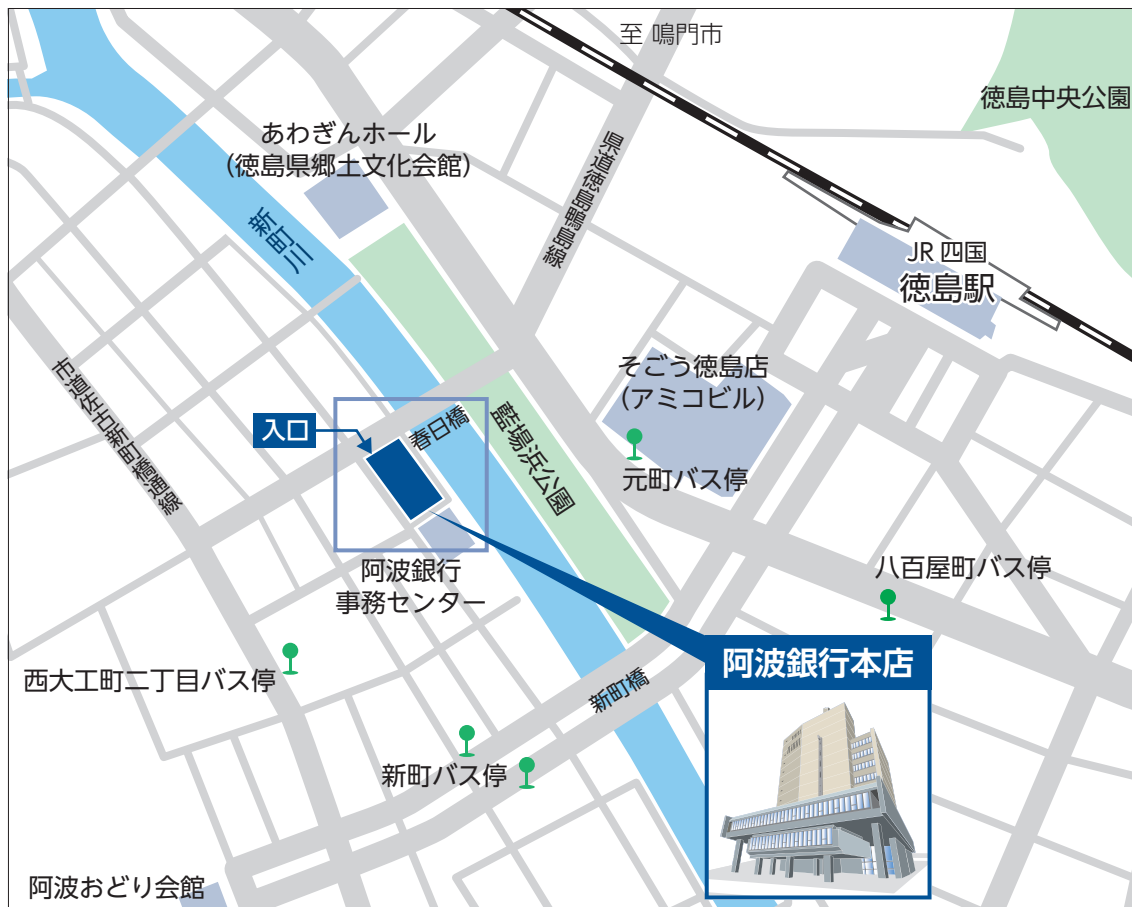 至 鳴門市
徳島中央公園
あわぎんホール
(徳島県郷土文化会館)
県道徳島鴨島線
新町川
JR 四国
徳島駅
市道佐古新町橋通線
そごう徳島店
(アミコビル)
入口
春日橋
藍場浜公園
元町バス停
阿波銀行
事務センター
八百屋町バス停
西大工町二丁目バス停
阿波銀行本店
新町橋
新町バス停
阿波おどり会館